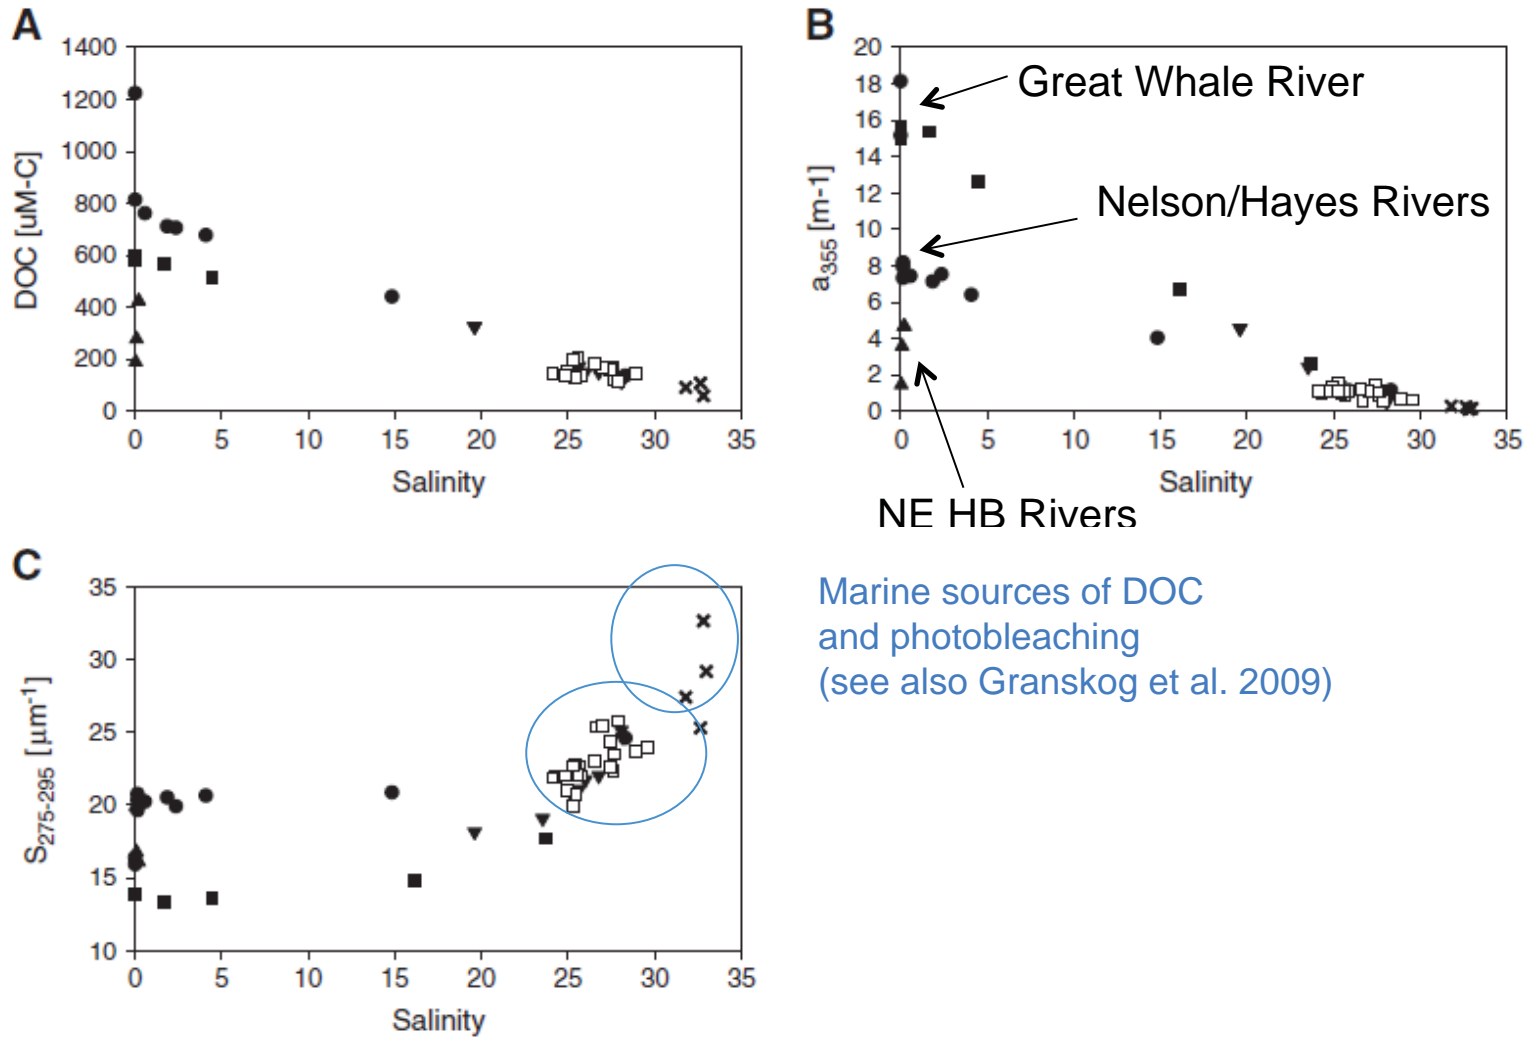 A
1400
1200
1000
800
600
400
200
0
DOC [uM-C]
0 5 10 15 20 25 30 35
Salinity
B
20
18
16
14
12
10
8
6
4
2
0
a355 [m-1]
Great Whale River
Nelson/Hayes Rivers
0 5 10 15 20 25 30 35
Salinity
NE HB Rivers
C
35
30
25
20
15
10
S275-295 [µm-1]
0 5 10 15 20 25 30 35
Salinity
Marine sources of DOC
and photobleaching
(see also Granskog et al. 2009)